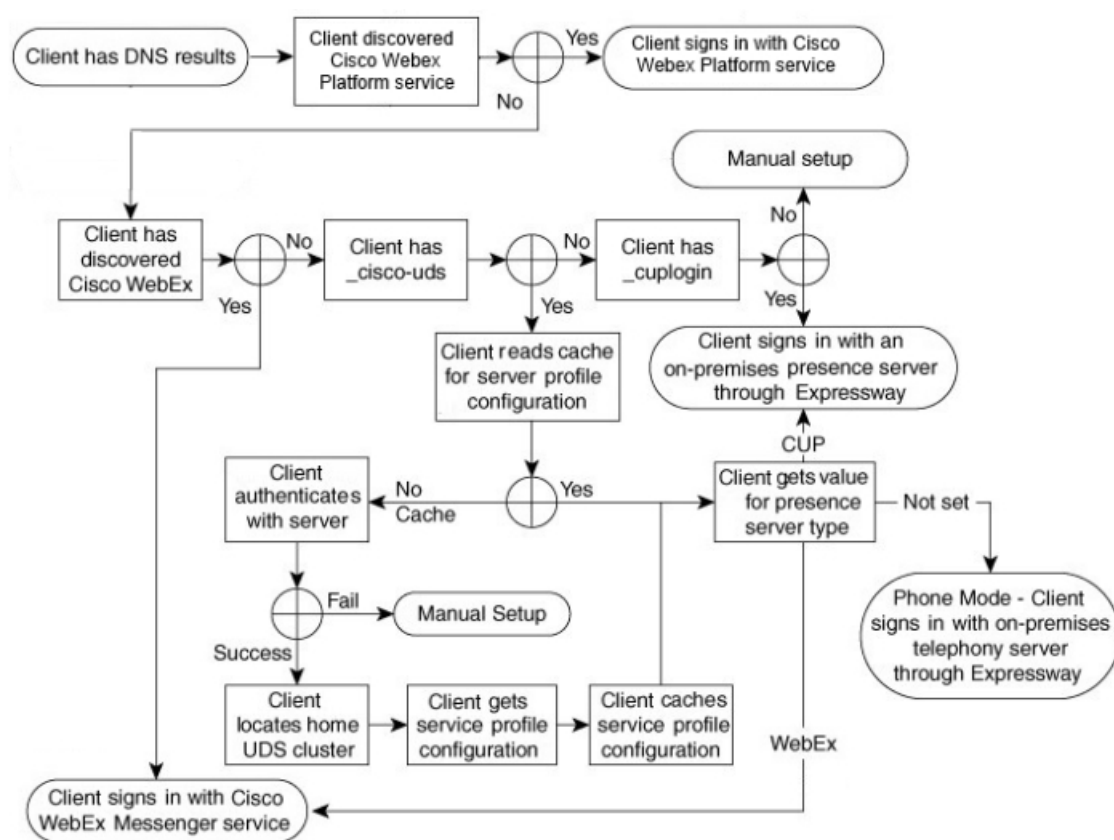 Client has DNS results
Client discovered
Cisco Webex
Platform service
Yes
Client signs in with Cisco
Webex Platform service
No
Manual setup
No
Client has
discovered
Cisco WebEx
No
Client has
_cisco-uds
No
Client has
_cuplogin
Yes
Yes
Yes
Client reads cache
for server profile
configuration
Client signs in with an
on-premises presence server
through Expressway
CUP
Client
authenticates
with server
No
Cache
Yes
Client gets value
for presence
server type
Not set
Fail
Manual Setup
Phone Mode - Client
signs in with on-premises
telephony server
through Expressway
Success
Client
locates home
UDS cluster
Client gets
service profile
configuration
Client caches
service profile
configuration
WebEx
Client signs in with Cisco
WebEx Messenger service